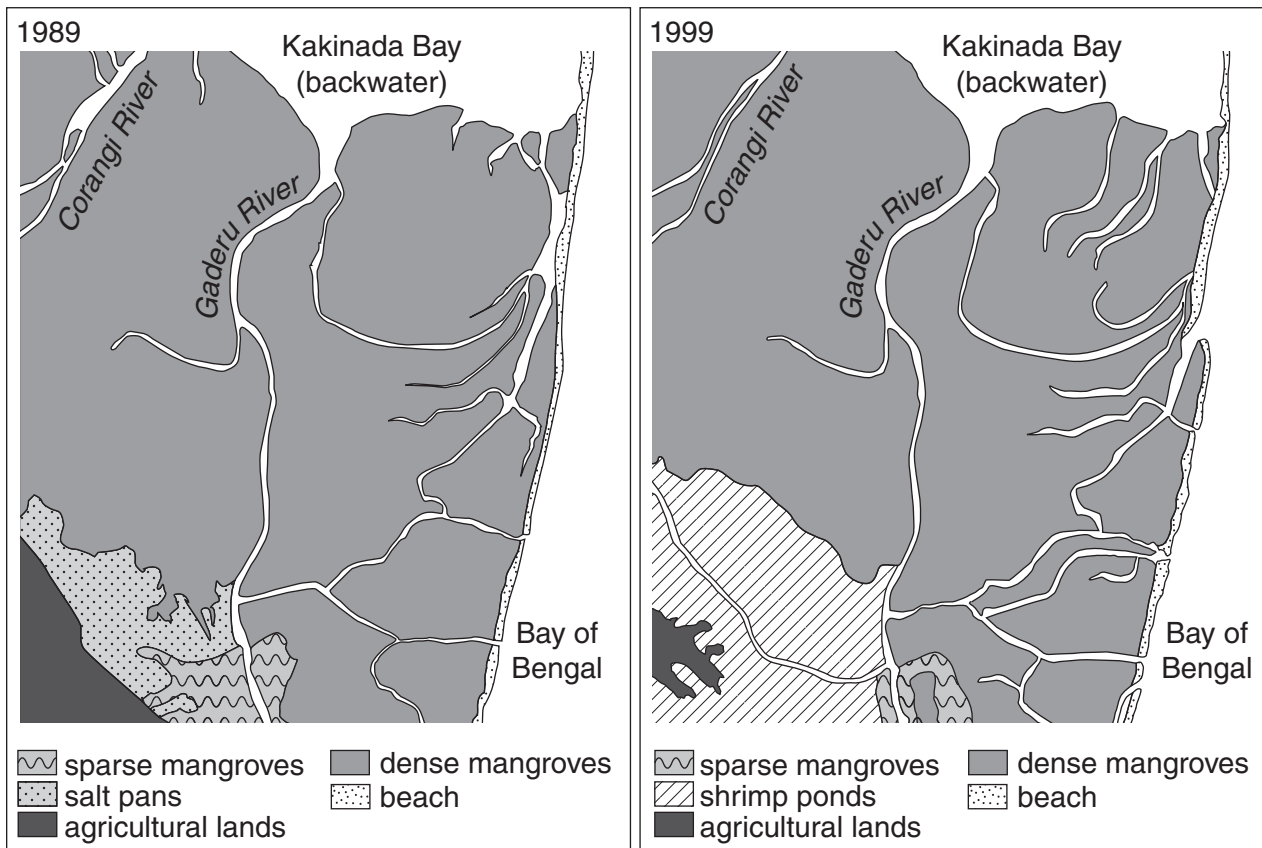 1989
Kakinada Bay
(backwater)
Corangi River
Gaderu River
Bay of
Bengal
sparse mangroves
salt pans
agricultural lands
dense mangroves
beach
1999
Kakinada Bay
(backwater)
Corangi River
Gaderu River
Bay of
Bengal
sparse mangroves
shrimp ponds
agricultural lands
dense mangroves
beach